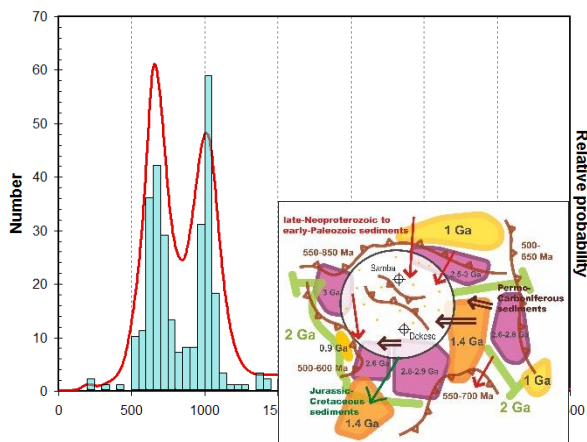 70
60
50
40
30
20
10
0
Number
Relative probability
0
500
1000
15
00
late-Neoproterozoic to
early-Paleozoic sediments
1 Ga
550-850 Ma
500-
850 Ma
Samba
2.5-3 Ga
3 Ga
Permo-
Carboniferous
sediments
2 Ga
Dekese
0.9 Ga
1.4 Ga
2.6-2.8 Ga
500-600 Ma
2.6 Ga
2.8-2.9 Ga
Jurassic-
Cretaceous
sediments
550-700 Ma
1 Ga
2 Ga
1.4 Ga